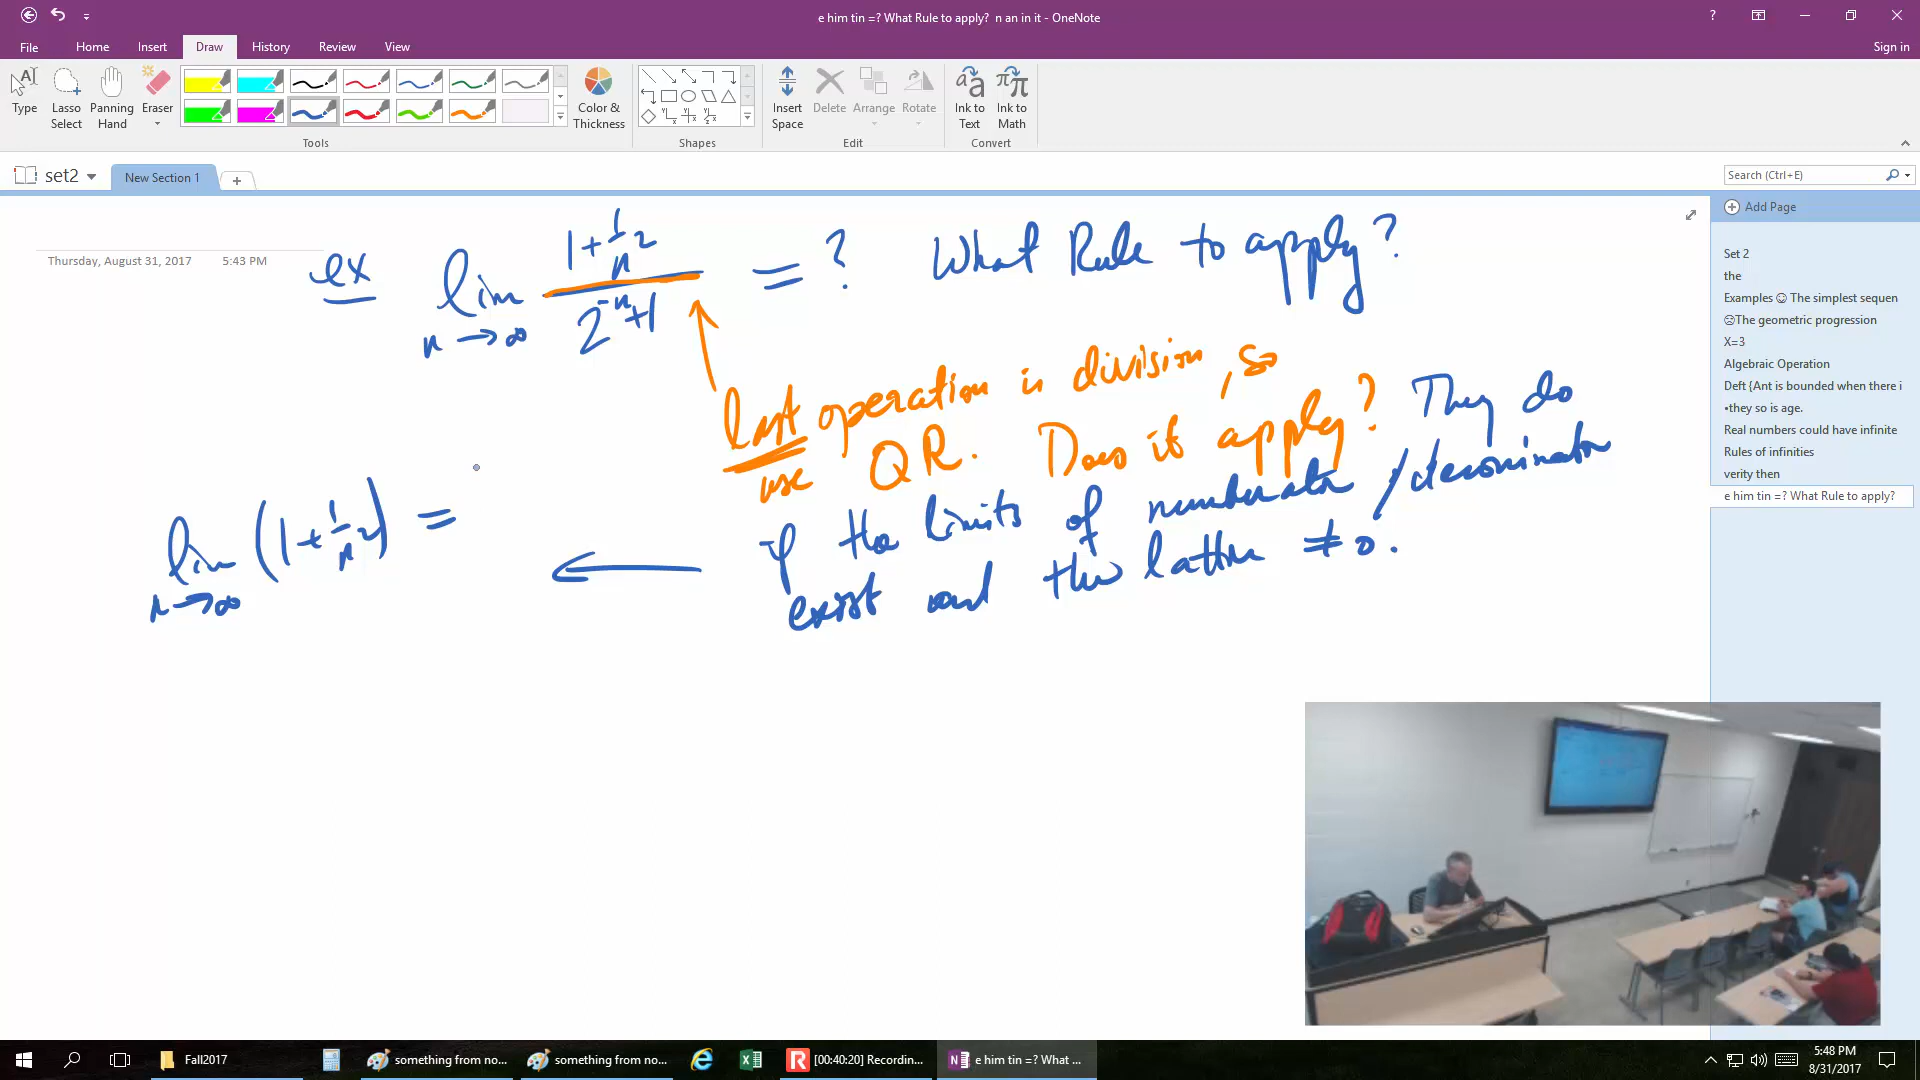 e him tin =? What Rule to apply?  n an in it - OneNote
File Home Insert Draw History Review View Sign in
Type Lasso Select Panning Hand Eraser Color & Thickness Insert Space Delete Arrange Rotate Ink to Text Ink to Math
Tools Shapes Edit Convert
set2 New Section 1 Search (Ctrl+E)
Add Page
Thursday, August 31, 2017 5:43 PM
ex lim n→∞ (1+1/n²)/(2^-n+1) = ? What Rule to apply?
last operation is division, so
use QR. Does it apply? They do
if the limits of numerator/denominator
exist and the latter ≠ 0.
lim n→∞ (1+1/n²) =
Set 2
the
Examples ☺ The simplest sequen
☹The geometric progression
X=3
Algebraic Operation
Deft {Ant is bounded when there i
•they so is age.
Real numbers could have infinite
Rules of infinities
verity then
e him tin =? What Rule to apply?
Fall2017 something from no... something from no... [00:40:20] Recordin... e him tin =? What ...
5:48 PM
8/31/2017